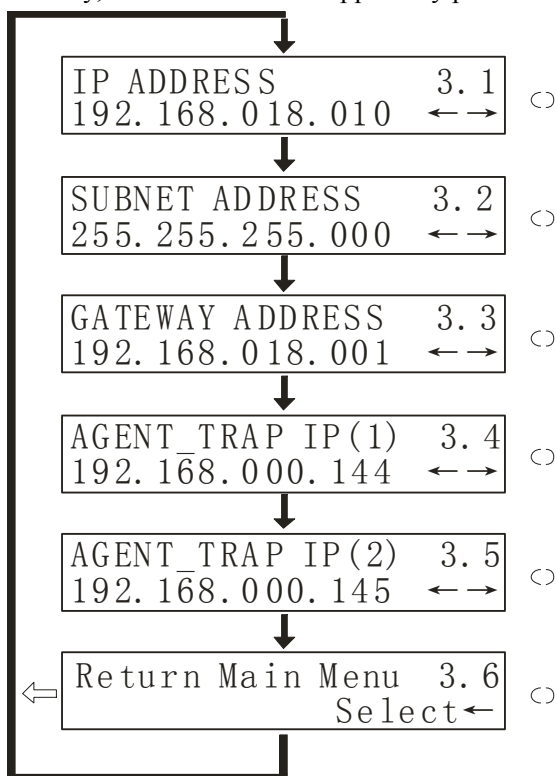 IP ADDRESS 3.1
192.168.018.010 ←→
SUBNET ADDRESS 3.2
255.255.255.000 ←→
GATEWAY ADDRESS 3.3
192.168.018.001 ←→
AGENT_TRAP IP(1) 3.4
192.168.000.144 ←→
AGENT_TRAP IP(2) 3.5
192.168.000.145 ←→
Return Main Menu 3.6
Select←